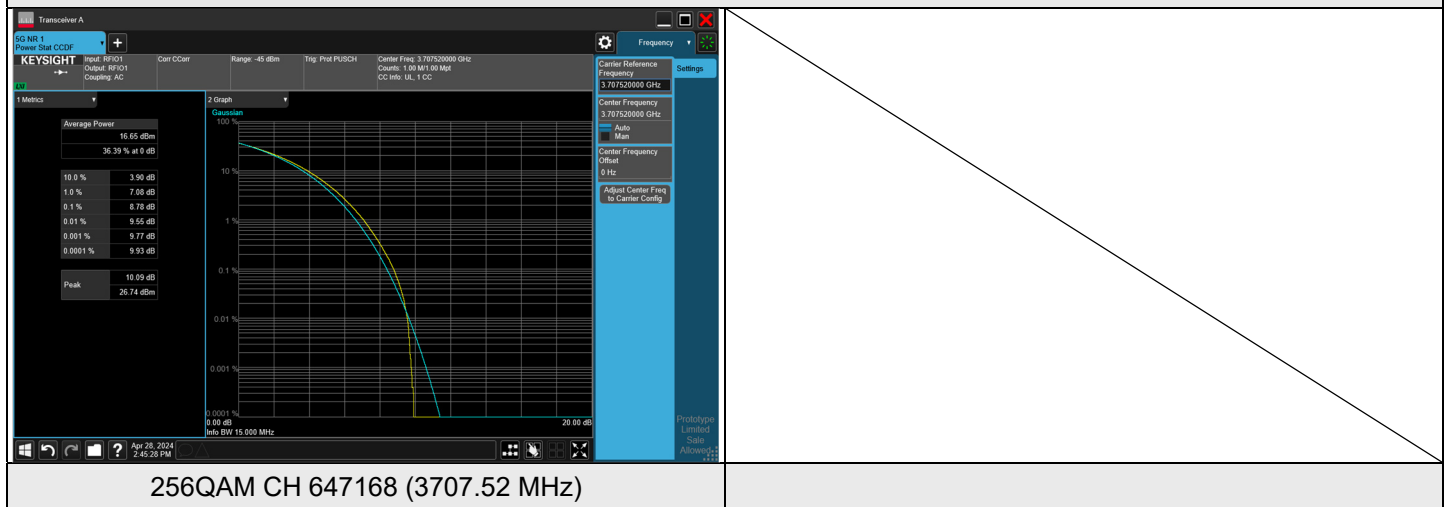 Transceiver A
5G NR 1
Power Stat CCDF
+
Frequency
KEYSIGHT
Input: RFIO1
Output: RFIO1
Coupling: AC
Corr CCorr
Range: -45 dBm
Trig: Prot PUSCH
Center Freq: 3.707520000 GHz
Counts: 1.00 M/1.00 Mpt
CC Info: UL, 1 CC
Carrier Reference
Frequency
3.707520000 GHz
Settings
Center Frequency
3.707520000 GHz
Auto
Man
Center Frequency
Offset
0 Hz
Adjust Center Freq
to Carrier Config
1 Metrics
Average Power
16.65 dBm
36.39 % at 0 dB
10.0 % 3.90 dB
1.0 % 7.08 dB
0.1 % 8.78 dB
0.01 % 9.55 dB
0.001 % 9.77 dB
0.0001 % 9.93 dB
Peak
10.09 dB
26.74 dBm
2 Graph
Gaussian
100 %
10 %
1 %
0.1 %
0.01 %
0.001 %
0.0001 %
0.00 dB 20.00 dB
Info BW 15.000 MHz
Prototype
Limited
Sale
Allowed
?
Apr 28, 2024
2:45:28 PM
256QAM CH 647168 (3707.52 MHz)